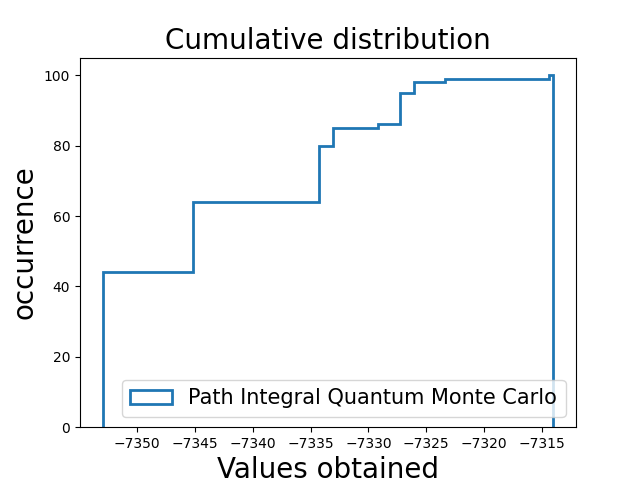 Cumulative distribution
occurrence
100
80
60
40
20
0
Path Integral Quantum Monte Carlo
−7350 −7345 −7340 −7335 −7330 −7325 −7320 −7315
Values obtained